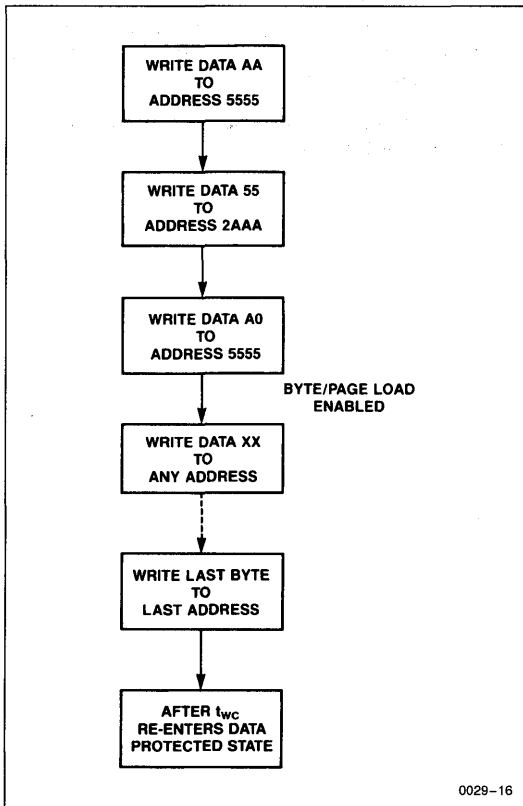 WRITE DATA AA
TO
ADDRESS 5555
WRITE DATA 55
TO
ADDRESS 2AAA
WRITE DATA A0
TO
ADDRESS 5555
BYTE/PAGE LOAD
ENABLED
WRITE DATA XX
TO
ANY ADDRESS
WRITE LAST BYTE
TO
LAST ADDRESS
AFTER tWC
RE-ENTERS DATA
PROTECTED STATE
0029–16